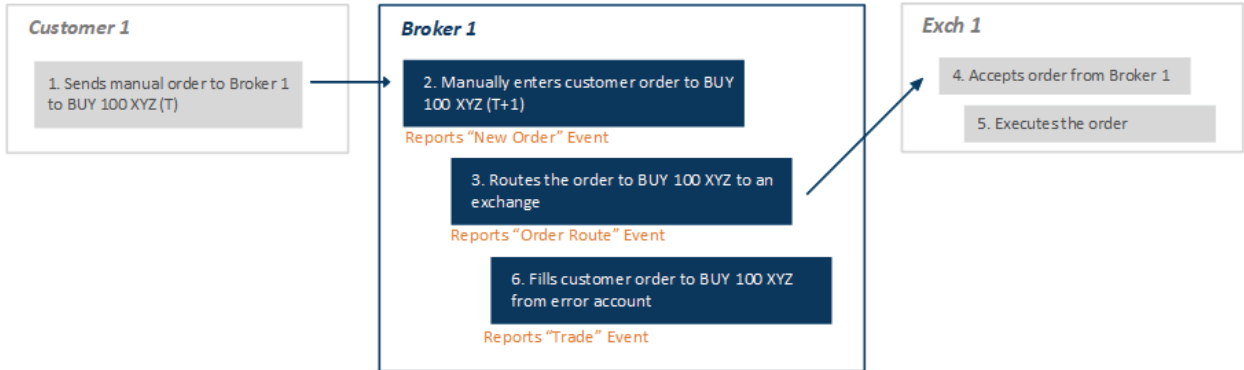 Customer 1
1. Sends manual order to Broker 1
to BUY 100 XYZ (T)
Broker 1
2. Manually enters customer order to BUY
100 XYZ (T+1)
Reports “New Order” Event
3. Routes the order to BUY 100 XYZ to an
exchange
Reports “Order Route” Event
6. Fills customer order to BUY 100 XYZ
from error account
Reports “Trade” Event
Exch 1
4. Accepts order from Broker 1
5. Executes the order